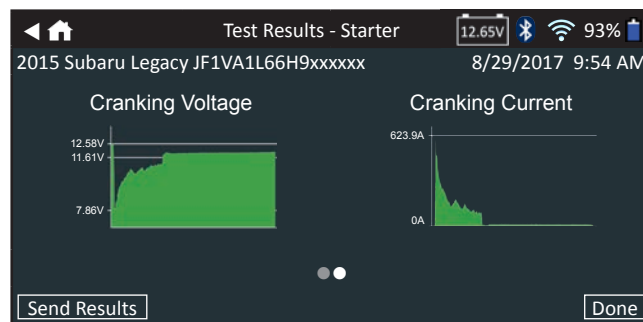 Test Results - Starter 12.65V 93%
2015 Subaru Legacy JF1VA1L66H9xxxxxx 8/29/2017 9:54 AM
Cranking Voltage Cranking Current
12.58V
11.61V
7.86V
623.9A
0A
Send Results Done